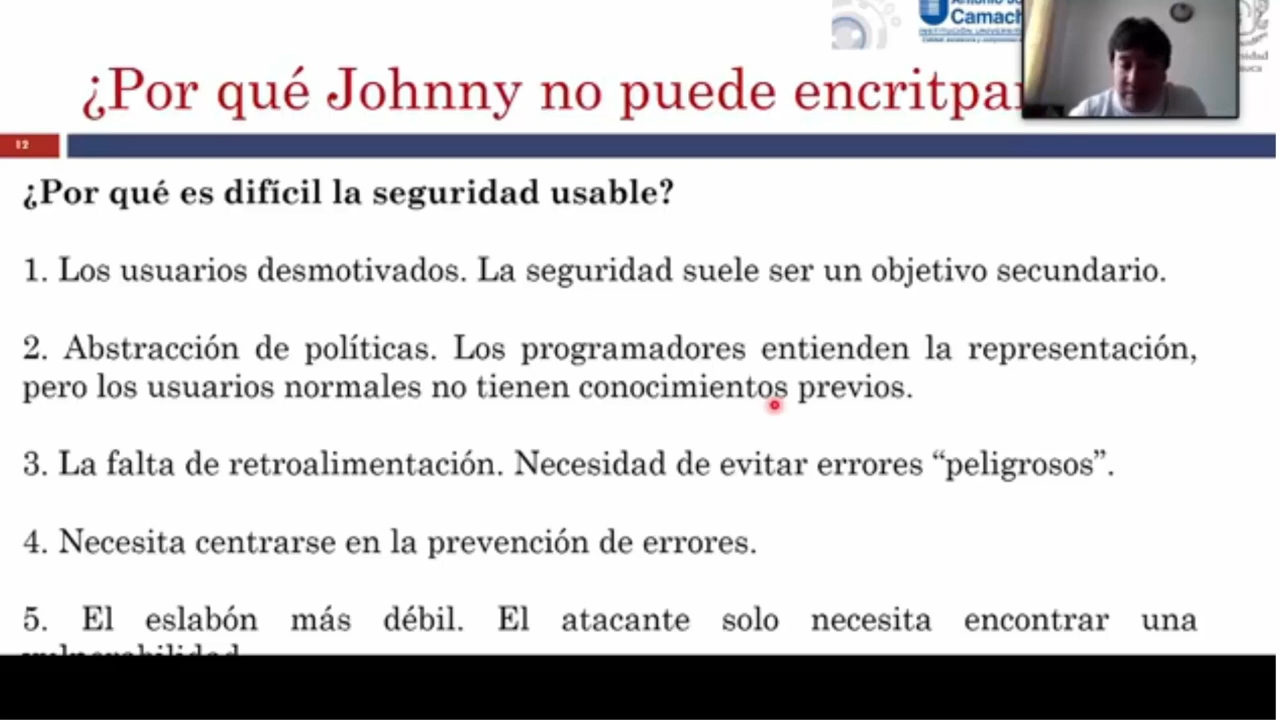 Camach
¿Por qué Johnny no puede encritpa
12
¿Por qué es difícil la seguridad usable?
1. Los usuarios desmotivados. La seguridad suele ser un objetivo secundario.
2. Abstracción de políticas. Los programadores entienden la representación,
pero los usuarios normales no tienen conocimientos previos.
3. La falta de retroalimentación. Necesidad de evitar errores “peligrosos”.
4. Necesita centrarse en la prevención de errores.
5. El eslabón más débil. El atacante solo necesita encontrar una